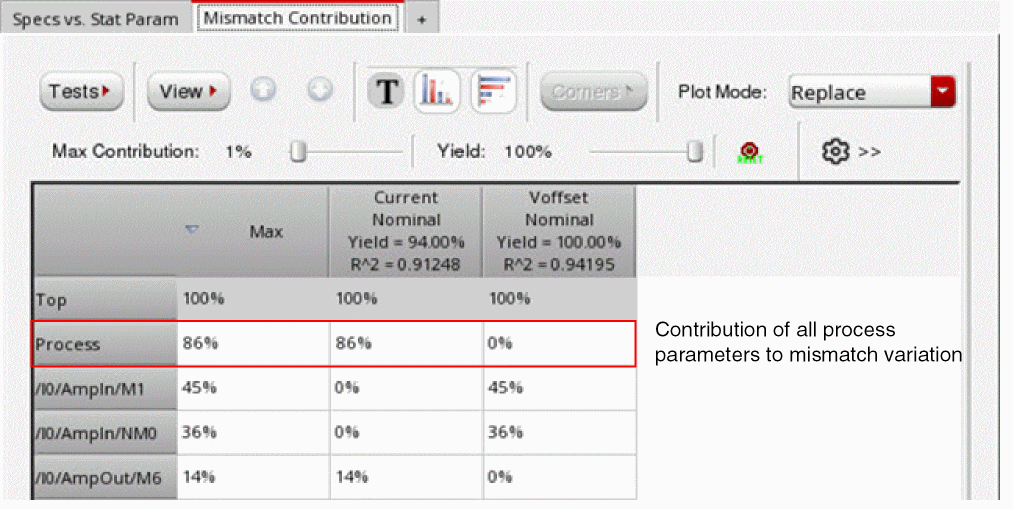 Specs vs. Stat Param Mismatch Contribution +
Tests View T Corners Plot Mode: Replace
Max Contribution: 1% Yield: 100% >>
Max
Current
Nominal
Yield = 94.00%
R^2 = 0.91248
Voffset
Nominal
Yield = 100.00%
R^2 = 0.94195
Top 100% 100% 100%
Process 86% 86% 0%
Contribution of all process
parameters to mismatch variation
/I0/AmpIn/M1 45% 0% 45%
/I0/AmpIn/NM0 36% 0% 36%
/I0/AmpOut/M6 14% 14% 0%